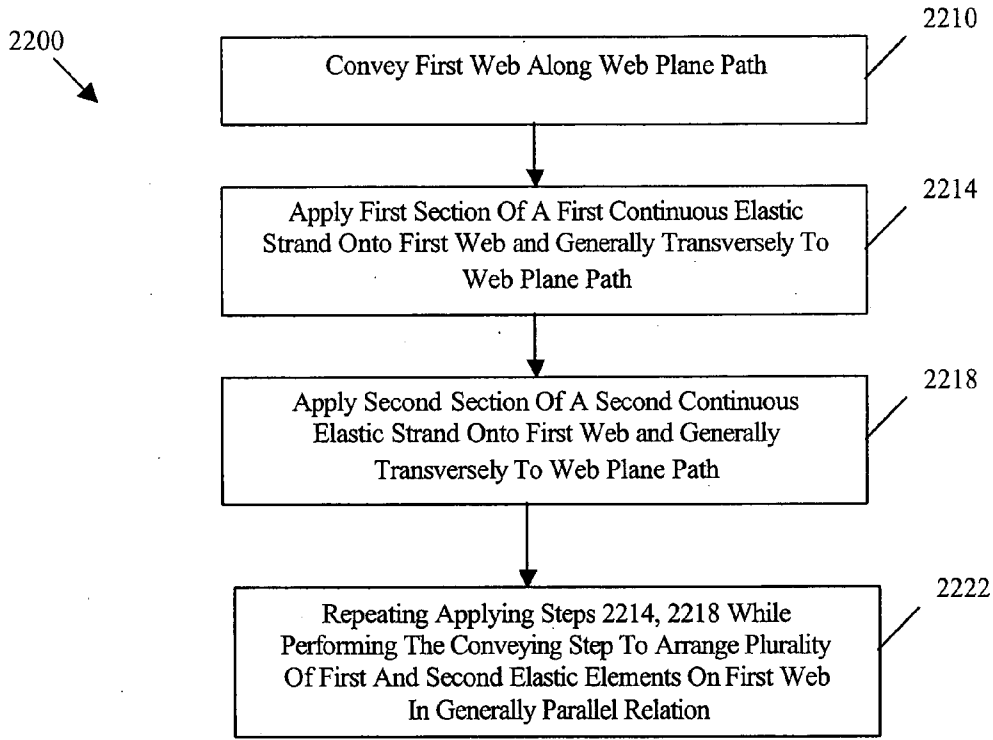 2200
2210
Convey First Web Along Web Plane Path
2214
Apply First Section Of A First Continuous Elastic
Strand Onto First Web and Generally Transversely To
Web Plane Path
2218
Apply Second Section Of A Second Continuous
Elastic Strand Onto First Web and Generally
Transversely To Web Plane Path
2222
Repeating Applying Steps 2214, 2218 While
Performing The Conveying Step To Arrange Plurality
Of First And Second Elastic Elements On First Web
In Generally Parallel Relation